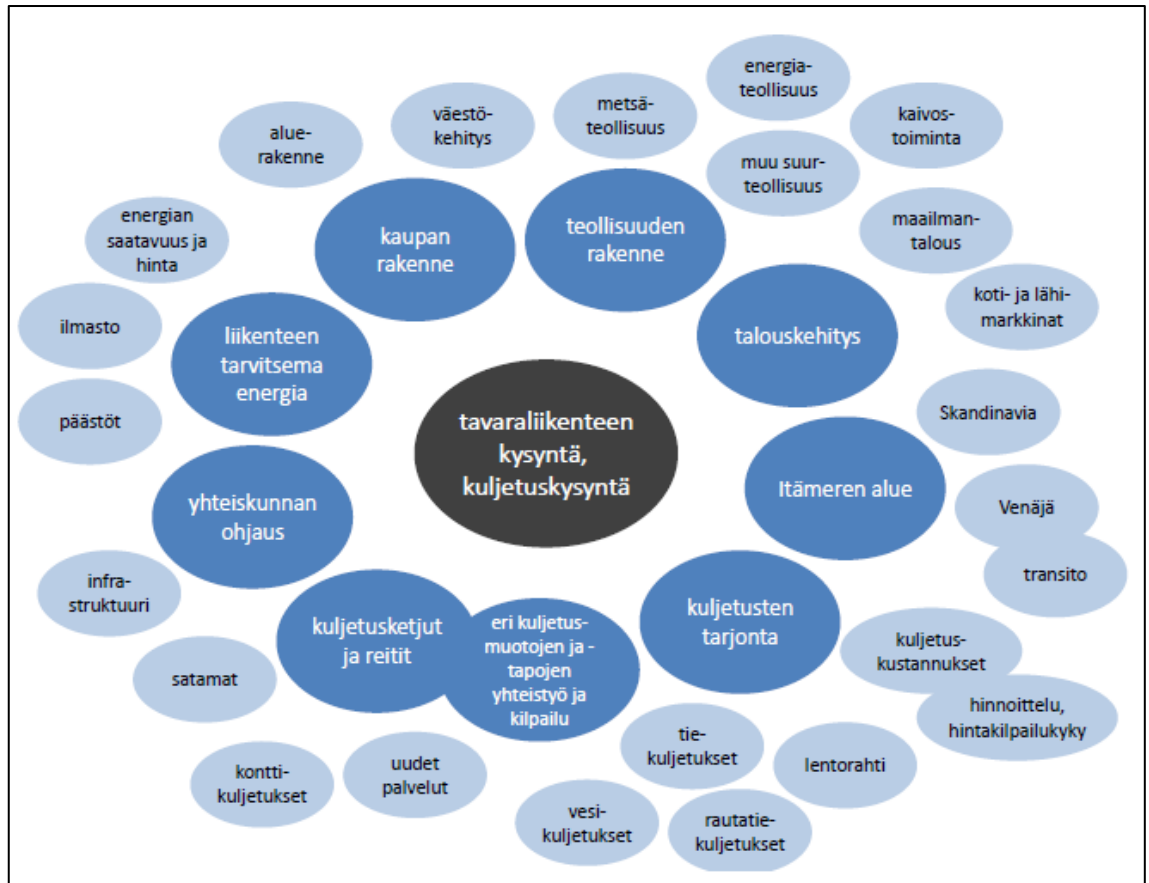 energia-
teollisuus
metsä-
teollisuus
kaivos-
toiminta
väestö-
kehitys
alue-
rakenne
muu suur-
teollisuus
energian
saatavuus ja
hinta
kaupan
rakenne
teollisuuden
rakenne
maailman-
talous
koti- ja lähi-
markkinat
ilmasto
liikenteen
tarvitsema
energia
talouskehitys
päästöt
tavaraliikenteen
kysyntä,
kuljetuskysyntä
Skandinavia
yhteiskunnan
ohjaus
Itämeren alue
Venäjä
transito
infra-
struktuuri
kuljetusketjut
ja reitit
eri kuljetus-
muotojen ja -
tapojen
yhteistyö ja
kilpailu
kuljetusten
tarjonta
kuljetus-
kustannukset
satamat
hinnoittelu,
hintakilpailukyky
tie-
kuljetukset
lentorahti
kontti-
kuljetukset
uudet
palvelut
vesi-
kuljetukset
rautatie-
kuljetukset